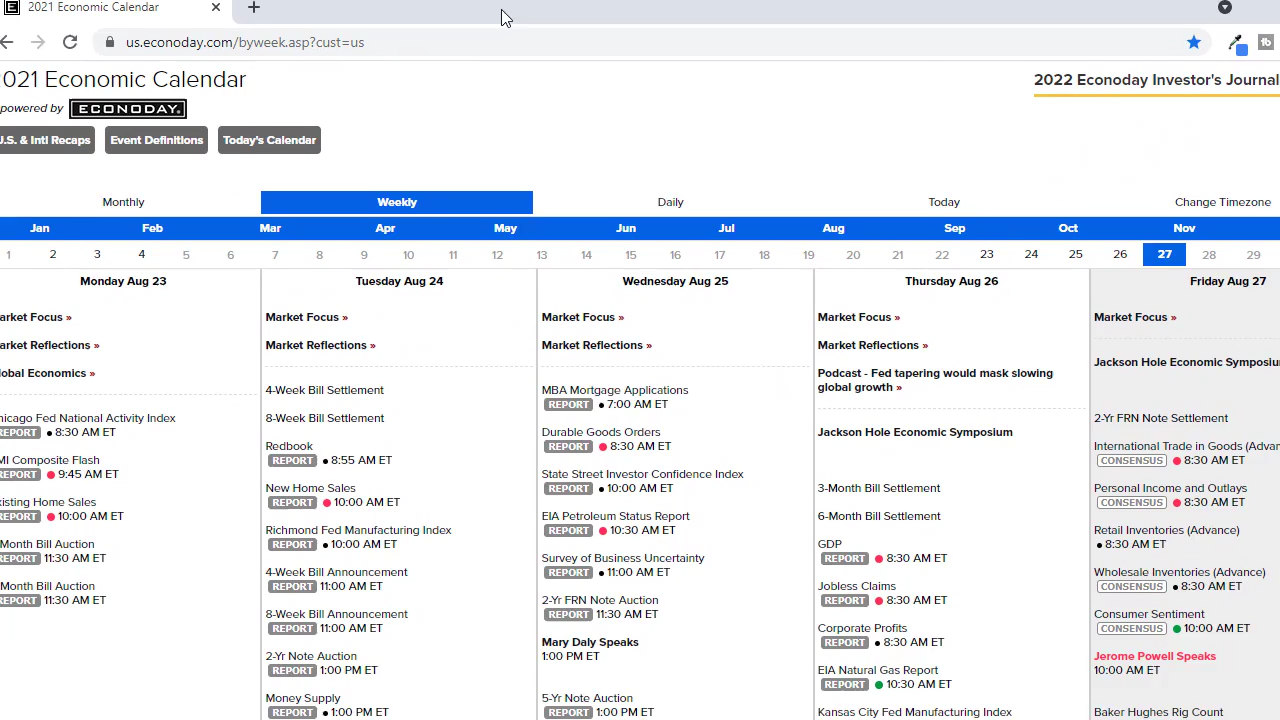 2021 Economic Calendar
us.econoday.com/byweek.asp?cust=us
2021 Economic Calendar
2022 Econoday Investor's Journal
powered by ECONODAY.
U.S. & Intl Recaps Event Definitions Today's Calendar
Monthly Weekly Daily Today Change Timezone
Jan Feb Mar Apr May Jun Jul Aug Sep Oct Nov
1 2 3 4 5 6 7 8 9 10 11 12 13 14 15 16 17 18 19 20 21 22 23 24 25 26 27 28 29
Monday Aug 23
arket Focus »
arket Reflections »
lobal Economics »
hicago Fed National Activity Index
REPORT 8:30 AM ET
MI Composite Flash
REPORT 9:45 AM ET
xisting Home Sales
REPORT 10:00 AM ET
Month Bill Auction
REPORT 11:30 AM ET
Month Bill Auction
REPORT 11:30 AM ET
Tuesday Aug 24
Market Focus »
Market Reflections »
4-Week Bill Settlement
8-Week Bill Settlement
Redbook
REPORT 8:55 AM ET
New Home Sales
REPORT 10:00 AM ET
Richmond Fed Manufacturing Index
REPORT 10:00 AM ET
4-Week Bill Announcement
REPORT 11:00 AM ET
8-Week Bill Announcement
REPORT 11:00 AM ET
2-Yr Note Auction
REPORT 1:00 PM ET
Money Supply
REPORT 1:00 PM ET
Wednesday Aug 25
Market Focus »
Market Reflections »
MBA Mortgage Applications
REPORT 7:00 AM ET
Durable Goods Orders
REPORT 8:30 AM ET
State Street Investor Confidence Index
REPORT 10:00 AM ET
EIA Petroleum Status Report
REPORT 10:30 AM ET
Survey of Business Uncertainty
REPORT 11:00 AM ET
2-Yr FRN Note Auction
REPORT 11:30 AM ET
Mary Daly Speaks
1:00 PM ET
5-Yr Note Auction
REPORT 1:00 PM ET
Thursday Aug 26
Market Focus »
Market Reflections »
Podcast - Fed tapering would mask slowing
global growth »
Jackson Hole Economic Symposium
3-Month Bill Settlement
6-Month Bill Settlement
GDP
REPORT 8:30 AM ET
Jobless Claims
REPORT 8:30 AM ET
Corporate Profits
REPORT 8:30 AM ET
EIA Natural Gas Report
REPORT 10:30 AM ET
Kansas City Fed Manufacturing Index
Friday Aug 27
Market Focus »
Jackson Hole Economic Symposiu
2-Yr FRN Note Settlement
International Trade in Goods (Advan
CONSENSUS 8:30 AM ET
Personal Income and Outlays
CONSENSUS 8:30 AM ET
Retail Inventories (Advance)
8:30 AM ET
Wholesale Inventories (Advance)
CONSENSUS 8:30 AM ET
Consumer Sentiment
CONSENSUS 10:00 AM ET
Jerome Powell Speaks
10:00 AM ET
Baker Hughes Rig Count